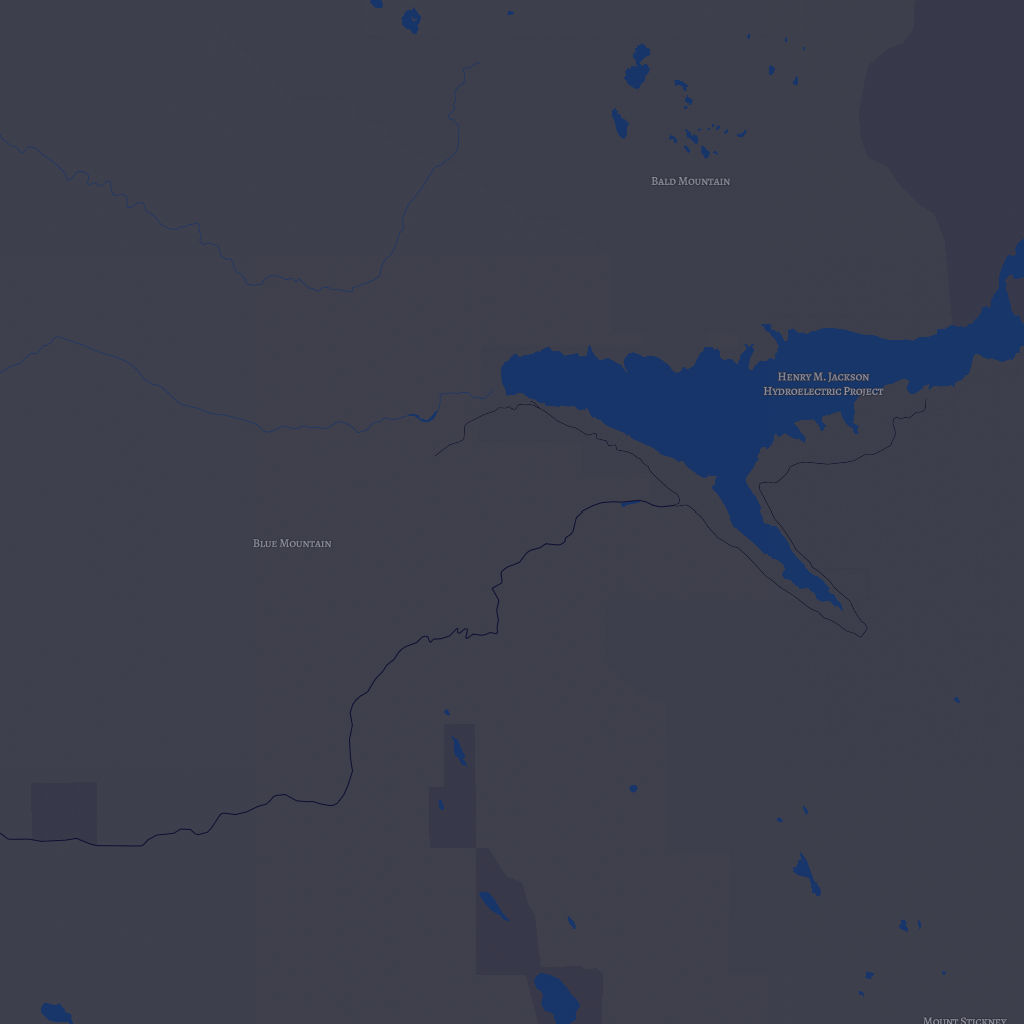 Bald Mountain
Henry M. Jackson
Hydroelectric Project
Blue Mountain
Mount Stickney